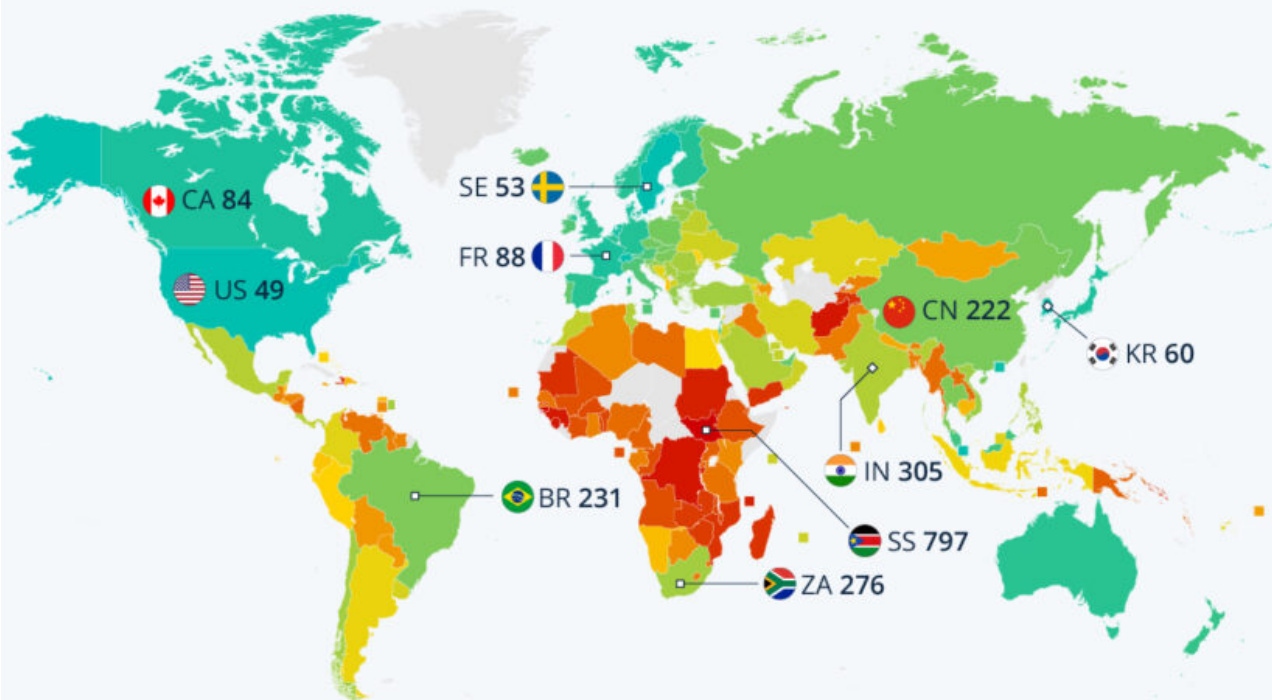 SE 53
CA 84
FR 88
US 49
CN 222
KR 60
IN 305
BR 231
SS 797
ZA 276